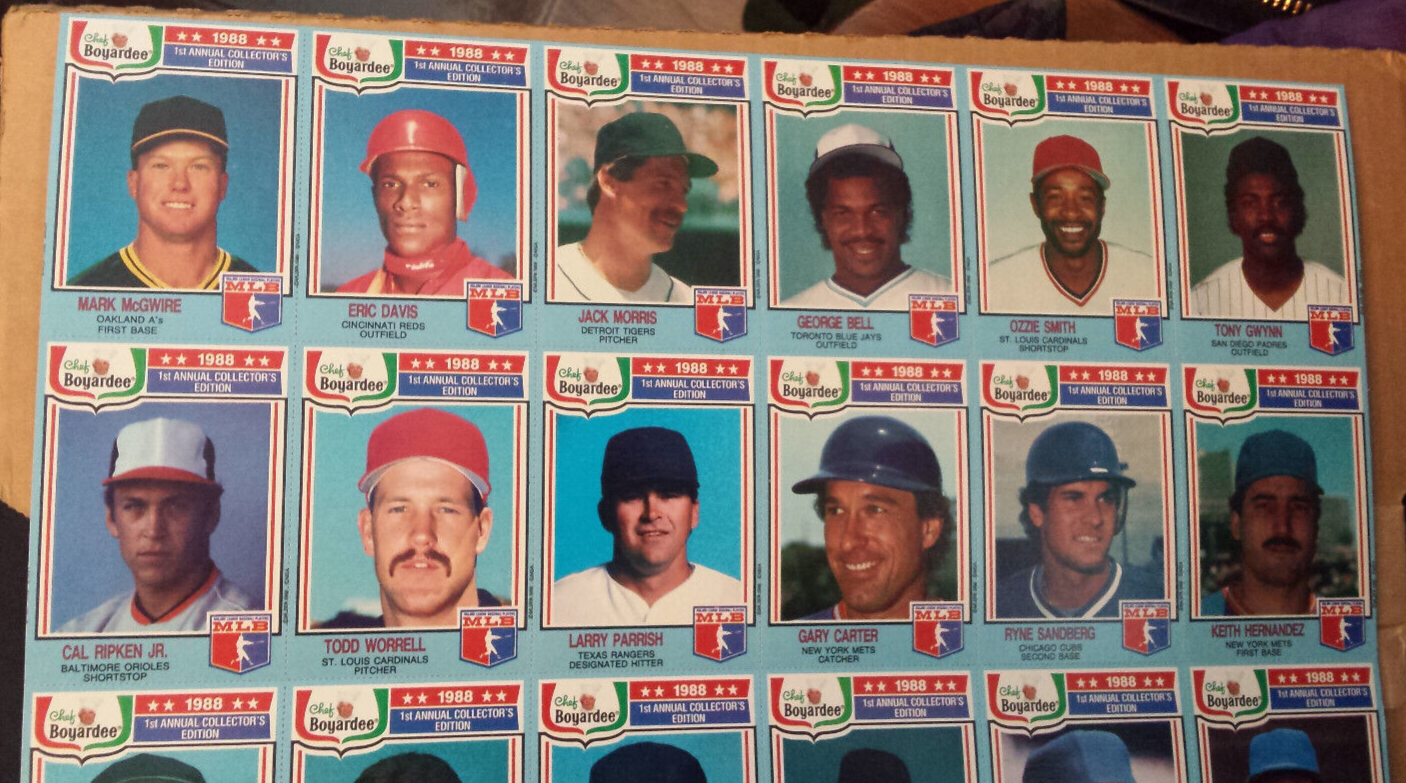 Chef Boyardee® ★★ 1988 ★★
1st ANNUAL COLLECTOR'S
EDITION
MLB
MARK McGWIRE
OAKLAND A's
FIRST BASE
Chef Boyardee® ★★ 1988 ★★
1st ANNUAL COLLECTOR'S
EDITION
MLB
ERIC DAVIS
CINCINNATI REDS
OUTFIELD
Chef Boyardee® ★★ 1988 ★★
1st ANNUAL COLLECTOR'S
EDITION
MLB
JACK MORRIS
DETROIT TIGERS
PITCHER
Chef Boyardee® ★★ 1988 ★★
1st ANNUAL COLLECTOR'S
EDITION
MLB
GEORGE BELL
TORONTO BLUE JAYS
OUTFIELD
Chef Boyardee® ★★ 1988 ★★
1st ANNUAL COLLECTOR'S
EDITION
MLB
OZZIE SMITH
ST. LOUIS CARDINALS
SHORTSTOP
Chef Boyardee® ★★ 1988 ★★
1st ANNUAL COLLECTOR'S
EDITION
MLB
TONY GWYNN
SAN DIEGO PADRES
OUTFIELD
Chef Boyardee® ★★ 1988 ★★
1st ANNUAL COLLECTOR'S
EDITION
MLB
CAL RIPKEN JR.
BALTIMORE ORIOLES
SHORTSTOP
Chef Boyardee® ★★ 1988 ★★
1st ANNUAL COLLECTOR'S
EDITION
MLB
TODD WORRELL
ST. LOUIS CARDINALS
PITCHER
Chef Boyardee® ★★ 1988 ★★
1st ANNUAL COLLECTOR'S
EDITION
MLB
LARRY PARRISH
TEXAS RANGERS
DESIGNATED HITTER
Chef Boyardee® ★★ 1988 ★★
1st ANNUAL COLLECTOR'S
EDITION
MLB
GARY CARTER
NEW YORK METS
CATCHER
Chef Boyardee® ★★ 1988 ★★
1st ANNUAL COLLECTOR'S
EDITION
MLB
RYNE SANDBERG
CHICAGO CUBS
SECOND BASE
Chef Boyardee® ★★ 1988 ★★
1st ANNUAL COLLECTOR'S
EDITION
MLB
KEITH HERNANDEZ
NEW YORK METS
FIRST BASE
Chef Boyardee® ★★ 1988 ★★
1st ANNUAL COLLECTOR'S
EDITION
Chef Boyardee® ★★ 1988 ★★
1st ANNUAL COLLECTOR'S
EDITION
Chef Boyardee® ★★ 1988 ★★
1st ANNUAL COLLECTOR'S
EDITION
Chef Boyardee® ★★ 1988 ★★
1st ANNUAL COLLECTOR'S
EDITION
Chef Boyardee® ★★ 1988 ★★
1st ANNUAL COLLECTOR'S
EDITION
Chef Boyardee® ★★ 1988 ★★
1st ANNUAL COLLECTOR'S
EDITION